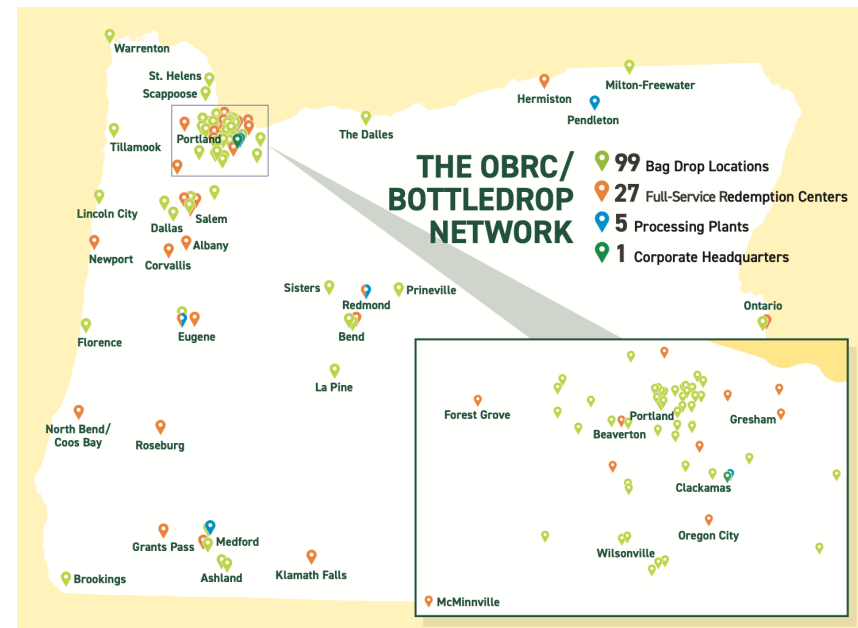 Warrenton
St. Helens
Scappoose
Portland
Tillamook
The Dalles
Hermiston
Milton-Freewater
Pendleton
THE OBRC/
BOTTLEDROP
NETWORK
99 Bag Drop Locations
27 Full-Service Redemption Centers
5 Processing Plants
1 Corporate Headquarters
Lincoln City
Dallas
Salem
Newport
Albany
Corvallis
Sisters
Redmond
Prineville
Ontario
Florence
Eugene
Bend
La Pine
North Bend/
Coos Bay
Roseburg
Grants Pass
Medford
Ashland
Klamath Falls
Brookings
Forest Grove
Portland
Beaverton
Gresham
Clackamas
Oregon City
Wilsonville
McMinnville